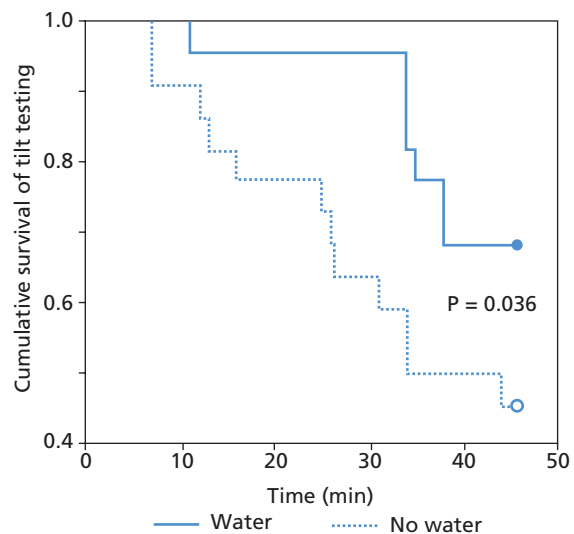 Cumulative survival of tilt testing
1.0
0.8
0.6
0.4
P = 0.036
0 10 20 30 40 50
Time (min)
Water No water